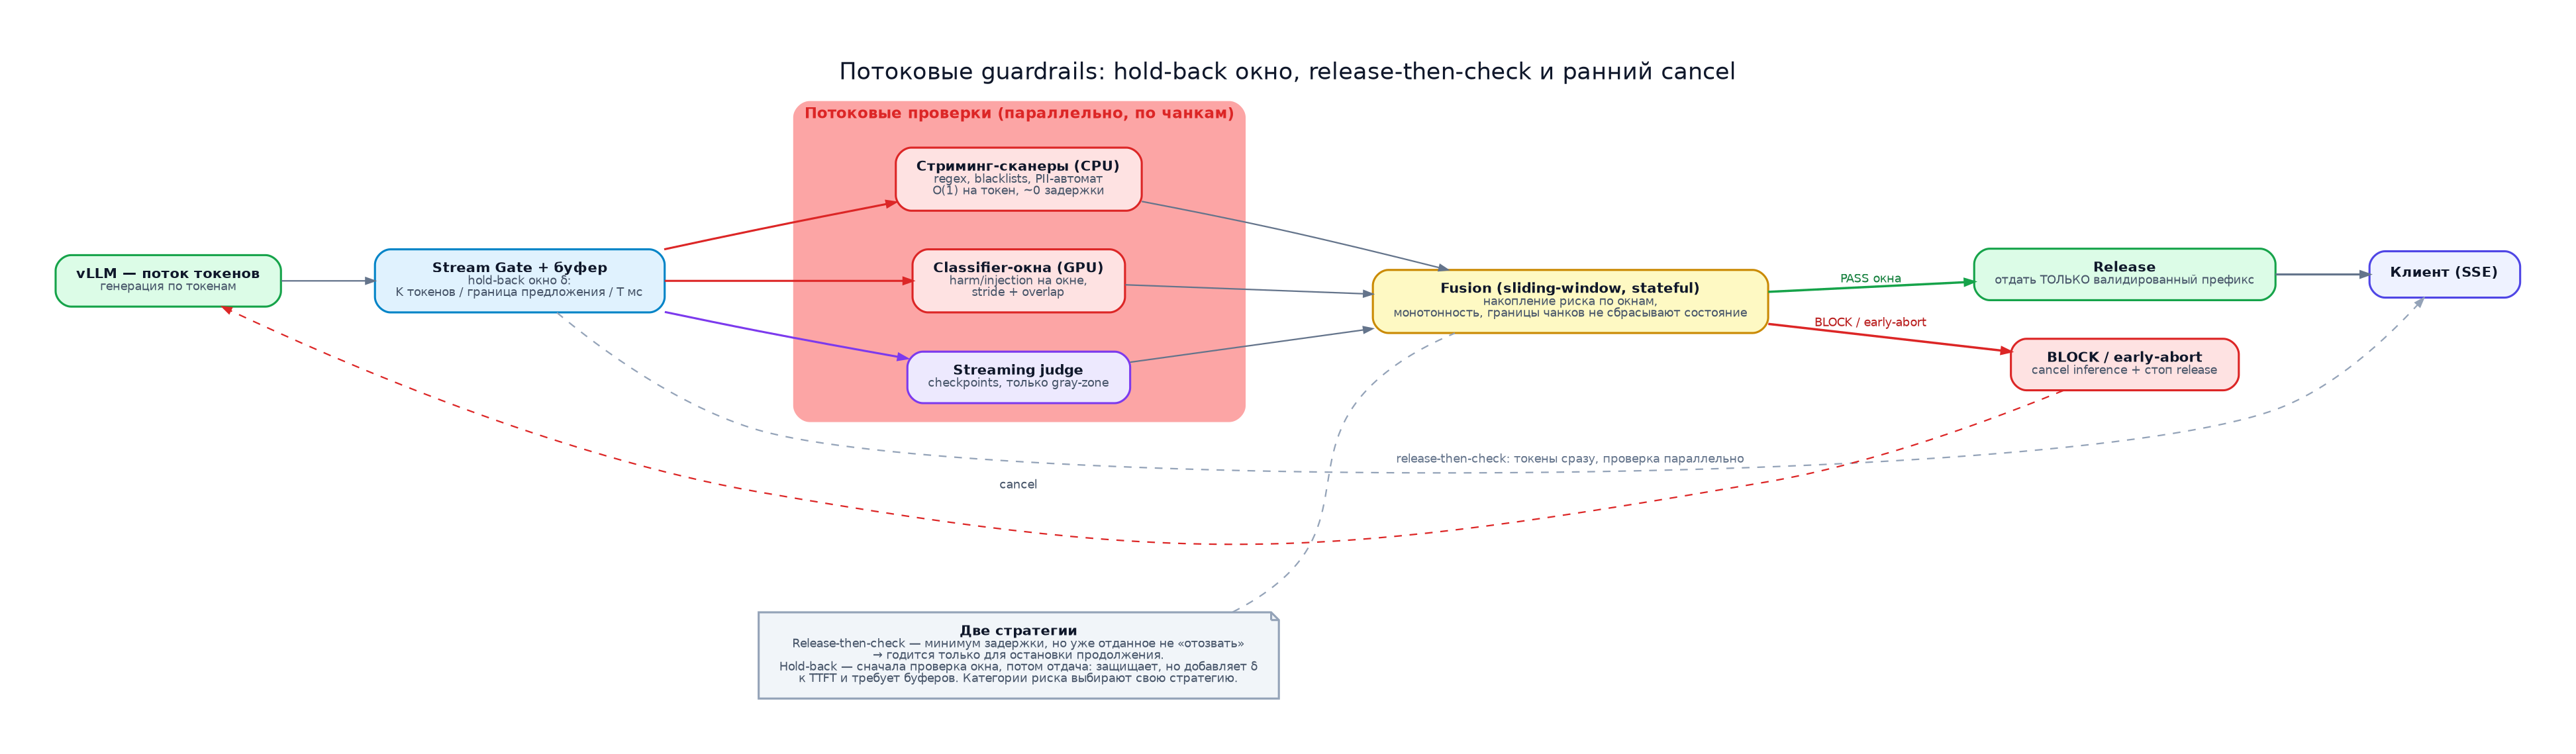 Потоковые guardrails: hold-back окно, release-then-check и ранний cancel
Потоковые проверки (параллельно, по чанкам)
Стриминг-сканеры (CPU)
regex, blacklists, PII-автомат
O(1) на токен, ~0 задержки
vLLM — поток токенов
генерация по токенам
Stream Gate + буфер
hold-back окно δ:
K токенов / граница предложения / T мс
Classifier-окна (GPU)
harm/injection на окне,
stride + overlap
Streaming judge
checkpoints, только gray-zone
Fusion (sliding-window, stateful)
накопление риска по окнам,
монотонность, границы чанков не сбрасывают состояние
PASS окна
BLOCK / early-abort
Release
отдать ТОЛЬКО валидированный префикс
Клиент (SSE)
BLOCK / early-abort
cancel inference + стоп release
release-then-check: токены сразу, проверка параллельно
cancel
Две стратегии
Release-then-check — минимум задержки, но уже отданное не «отозвать»
→ годится только для остановки продолжения.
Hold-back — сначала проверка окна, потом отдача: защищает, но добавляет δ
к TTFT и требует буферов. Категории риска выбирают свою стратегию.